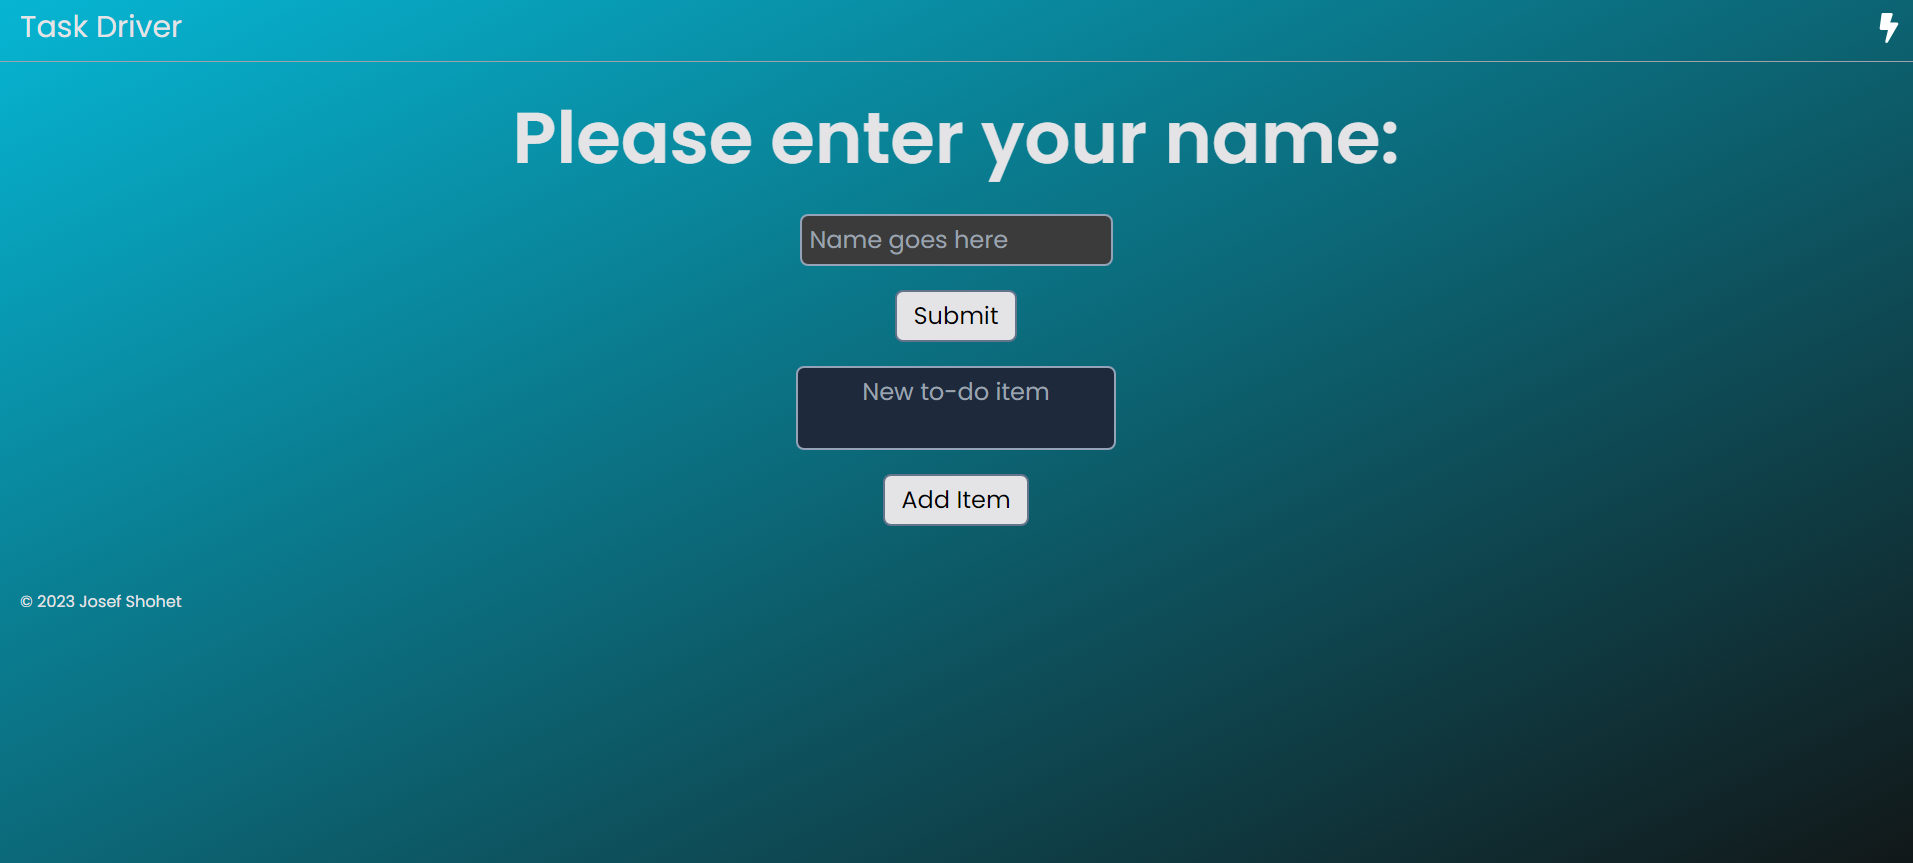 Task Driver
Please enter your name:
Name goes here
Submit
New to-do item
Add Item
© 2023 Josef Shohet